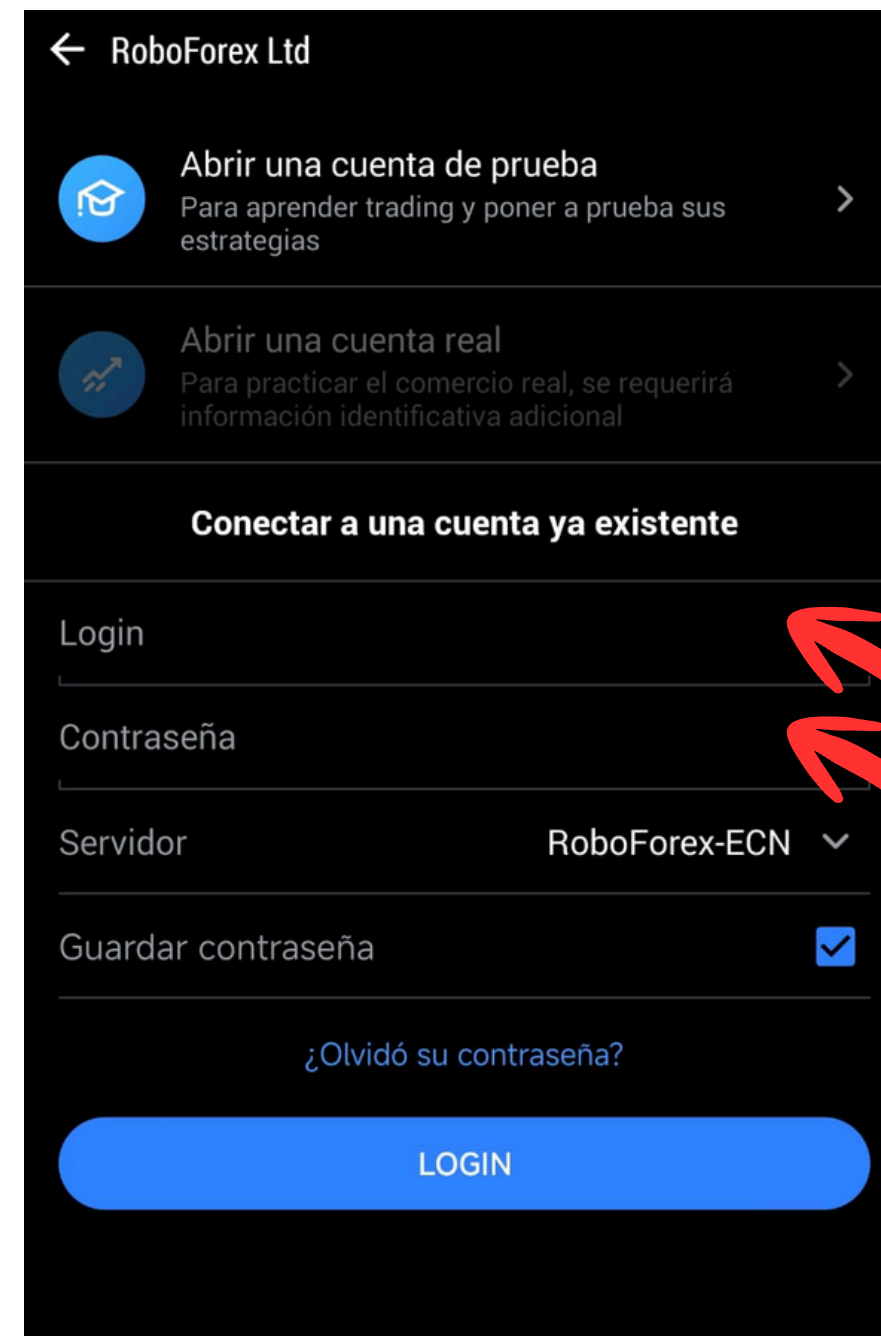 RoboForex Ltd
Abrir una cuenta de prueba
Para aprender trading y poner a prueba sus
estrategias
Abrir una cuenta real
Para practicar el comercio real, se requerirá
información identificativa adicional
Conectar a una cuenta ya existente
Login
Contraseña
Servidor RoboForex-ECN
Guardar contraseña
¿Olvidó su contraseña?
LOGIN